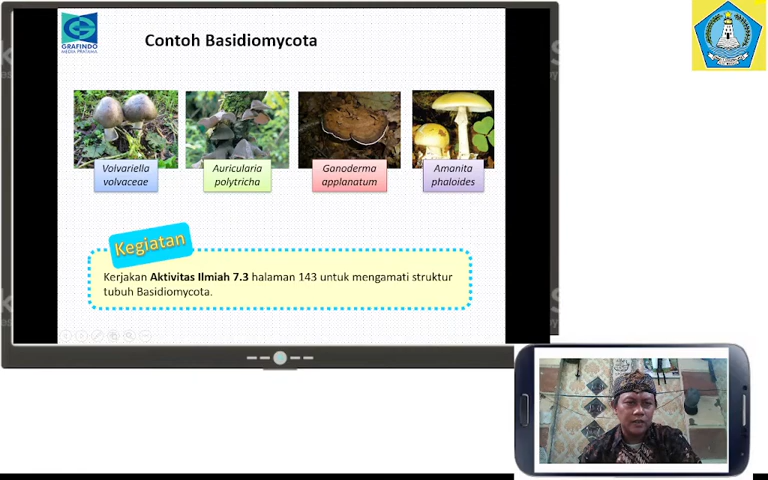 GRAFINDO
MEDIA PRATAMA
Contoh Basidiomycota
Volvariella
volvaceae
Auricularia
polytricha
Ganoderma
applanatum
Amanita
phaloides
Kegiatan
Kerjakan Aktivitas Ilmiah 7.3 halaman 143 untuk mengamati struktur
tubuh Basidiomycota.